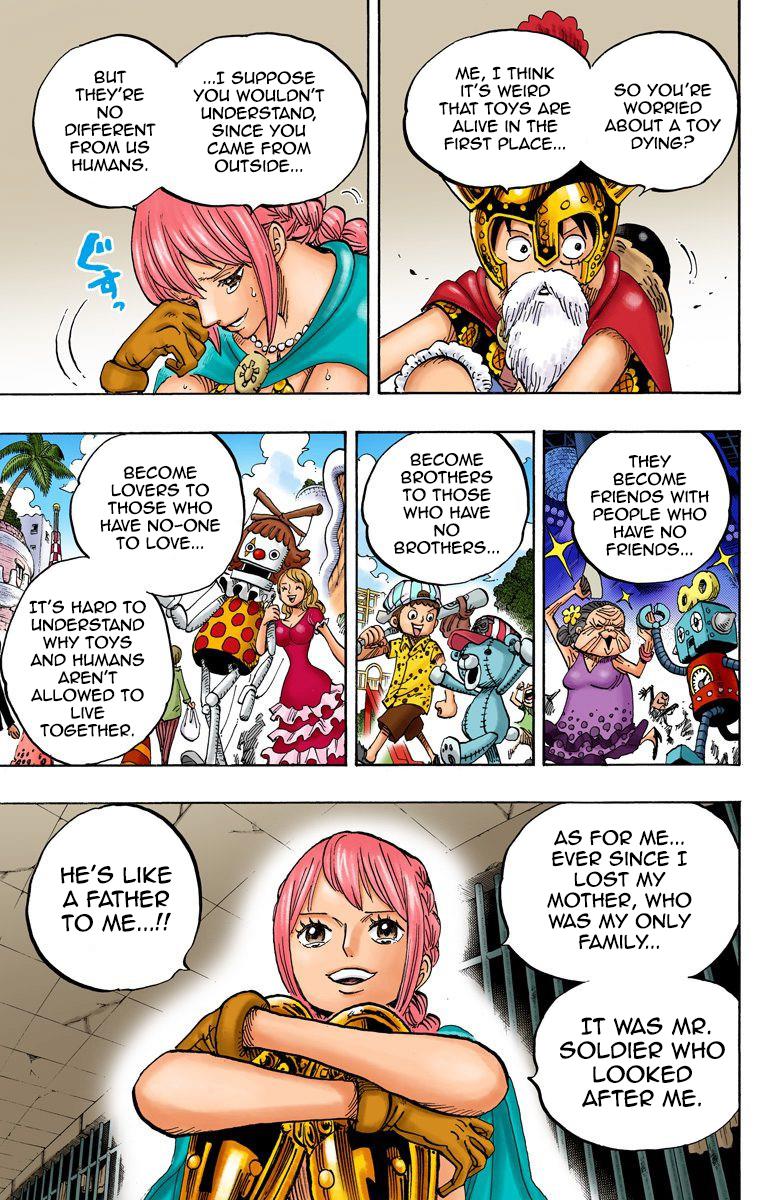 SO YOU'RE
WORRIED
ABOUT A TOY
DYING?
ME, I THINK
IT'S WEIRD
THAT TOYS ARE
ALIVE IN THE
FIRST PLACE...
...I SUPPOSE
YOU WOULDN'T
UNDERSTAND,
SINCE YOU
CAME FROM
OUTSIDE...
BUT
THEY'RE
NO
DIFFERENT
FROM US
HUMANS.
ぐすっ
THEY
BECOME
FRIENDS WITH
PEOPLE WHO
HAVE NO
FRIENDS...
BECOME
BROTHERS
TO THOSE
WHO HAVE
NO
BROTHERS...
BECOME
LOVERS TO
THOSE WHO
HAVE NO-ONE
TO LOVE...
IT'S HARD TO
UNDERSTAND
WHY TOYS
AND HUMANS
AREN'T
ALLOWED TO
LIVE
TOGETHER.
AS FOR ME...
EVER SINCE I
LOST MY
MOTHER, WHO
WAS MY ONLY
FAMILY...
IT WAS MR.
SOLDIER WHO
LOOKED
AFTER ME.
HE'S LIKE
A FATHER
TO ME...!!